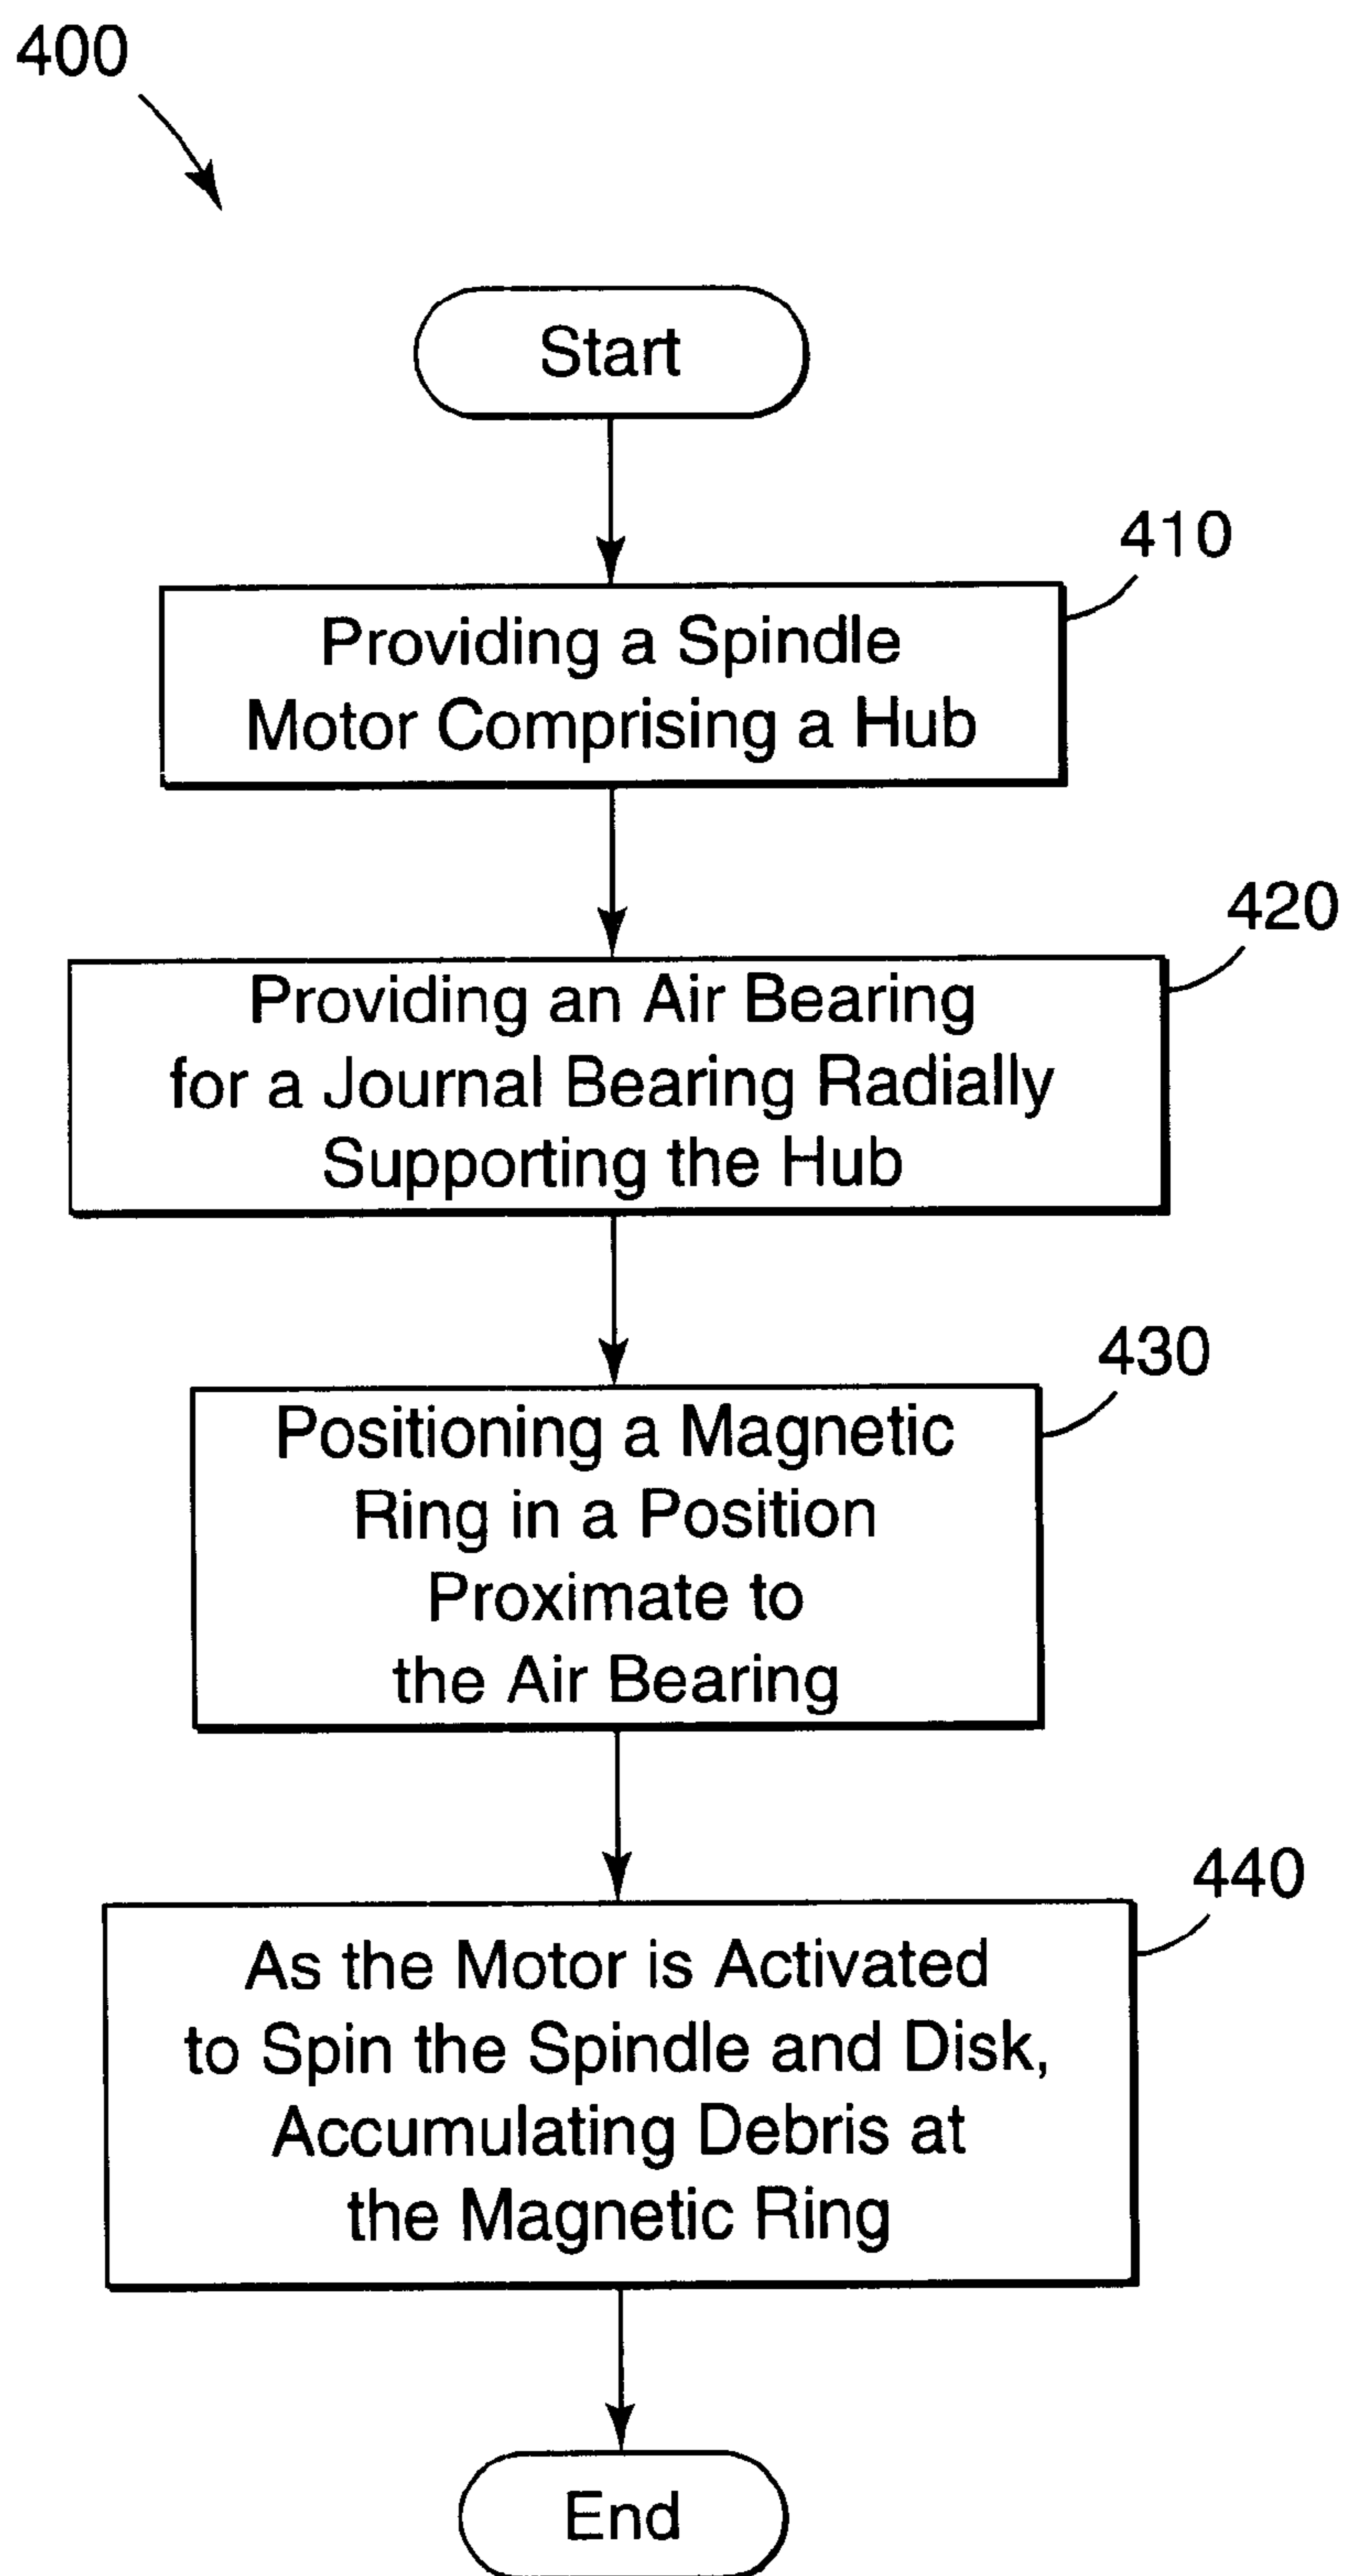 400
Start
410
Providing a Spindle
Motor Comprising a Hub
420
Providing an Air Bearing
for a Journal Bearing Radially
Supporting the Hub
430
Positioning a Magnetic
Ring in a Position
Proximate to
the Air Bearing
440
As the Motor is Activated
to Spin the Spindle and Disk,
Accumulating Debris at
the Magnetic Ring
End